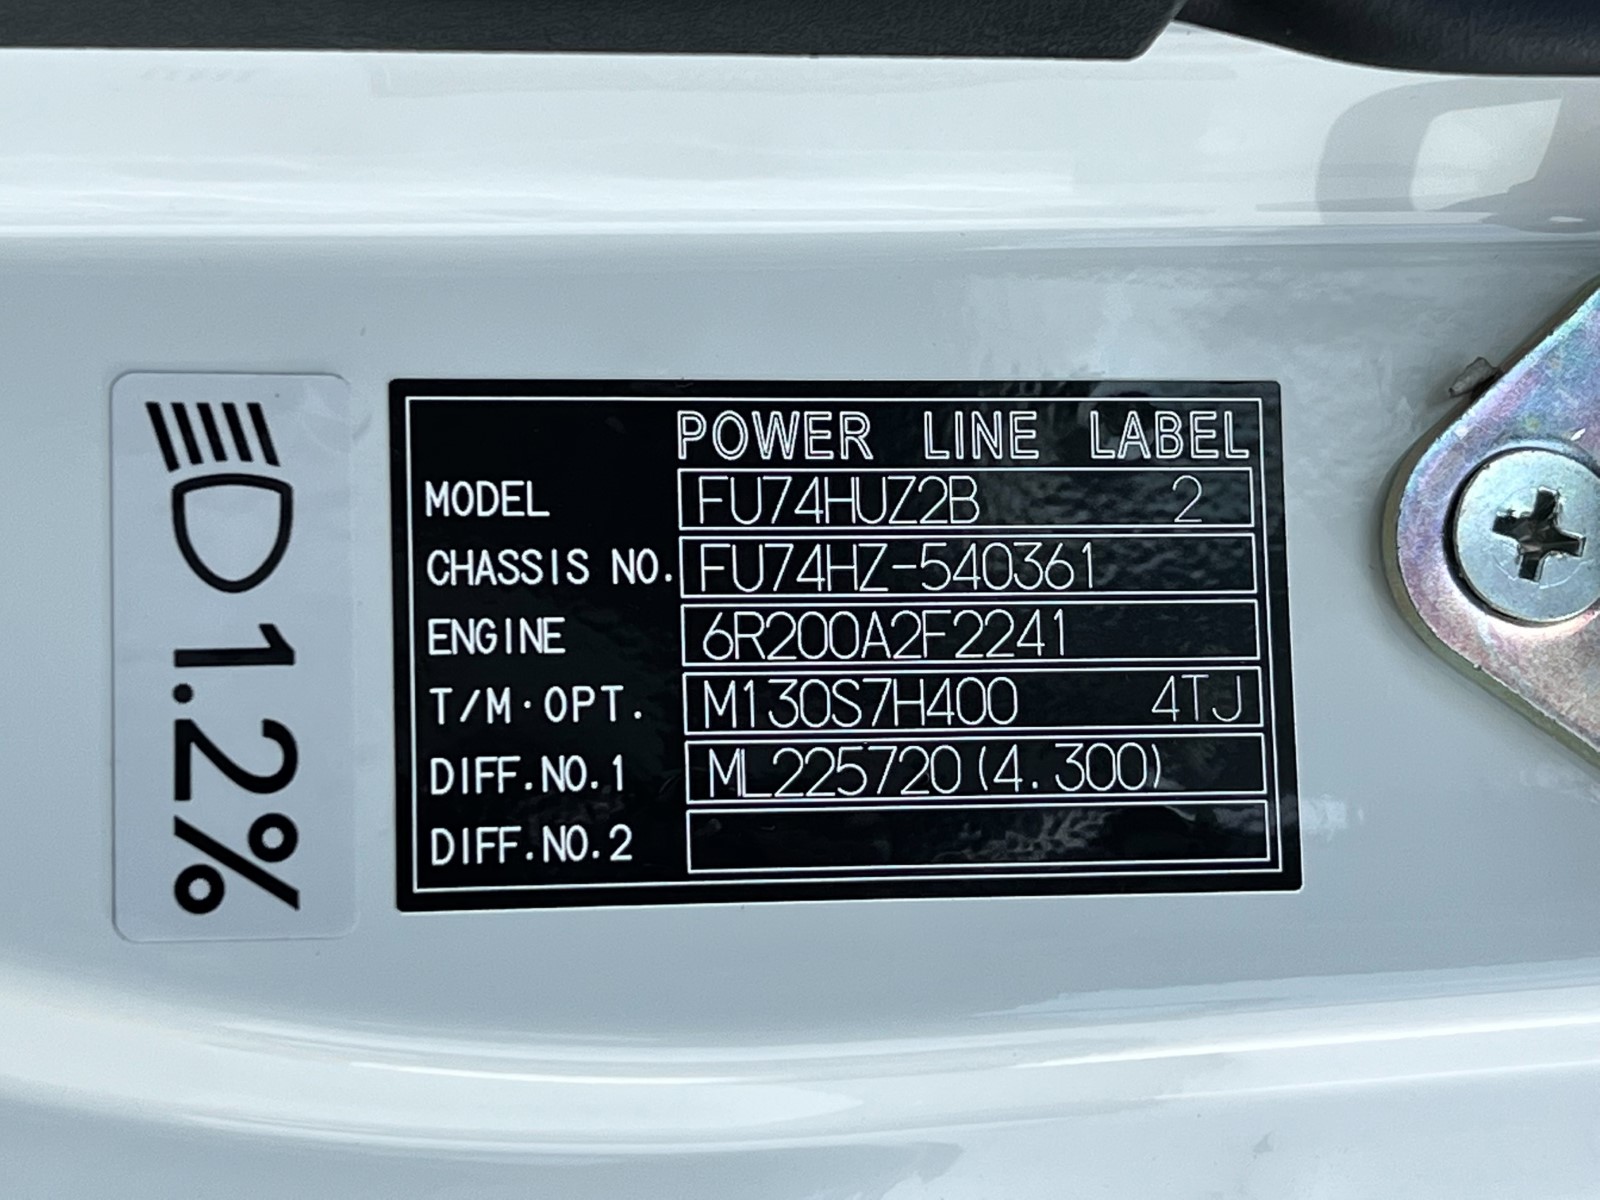 1.2%
POWER LINE LABEL
MODEL FU74HUZ2B 2
CHASSIS NO. FU74HZ-540361
ENGINE 6R200A2F2241
T/M·OPT. M130S7H400 4TJ
DIFF.NO.1 ML225720(4.300)
DIFF.NO.2